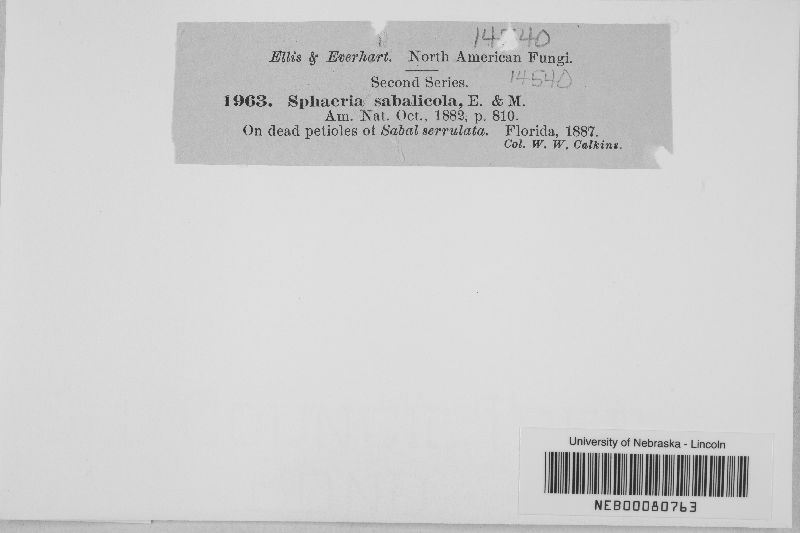 14540
Ellis & Everhart. North American Fungi.
Second Series. 14540
1963. Sphaeria sabalicola, E. & M.
Am. Nat. Oct., 1882, p. 810.
On dead petioles of Sabal serrulata. Florida, 1887.
Col. W. W. Calkins.
University of Nebraska - Lincoln
NEB00080763